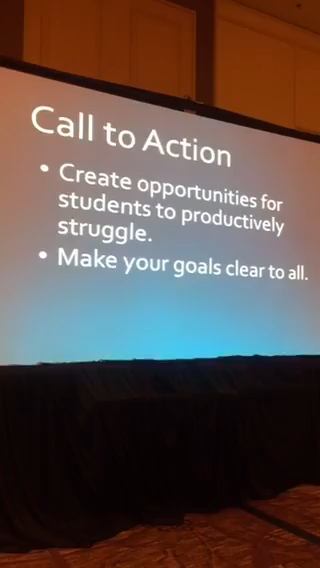 Call to Action
• Create opportunities for
students to productively
struggle.
• Make your goals clear to all.